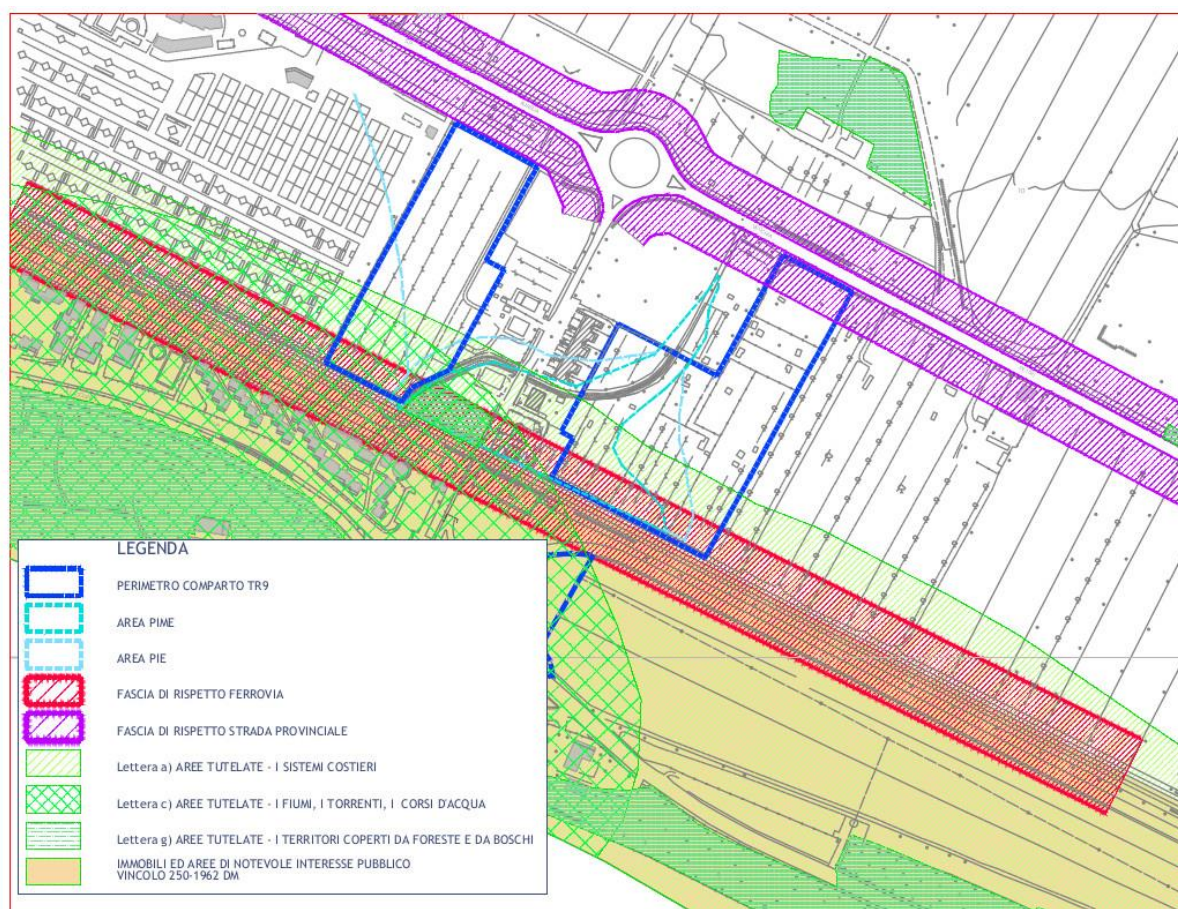 LEGENDA
PERIMETRO COMPARTO TR9
AREA PIME
AREA PIE
FASCIA DI RISPETTO FERROVIA
FASCIA DI RISPETTO STRADA PROVINCIALE
Lettera a) AREE TUTELATE - I SISTEMI COSTIERI
Lettera c) AREE TUTELATE - I FIUMI, I TORRENTI, I CORSI D'ACQUA
Lettera g) AREE TUTELATE - I TERRITORI COPERTI DA FORESTE E DA BOSCHI
IMMOBILI ED AREE DI NOTEVOLE INTERESSE PUBBLICO
VINCOLO 250-1962 DM